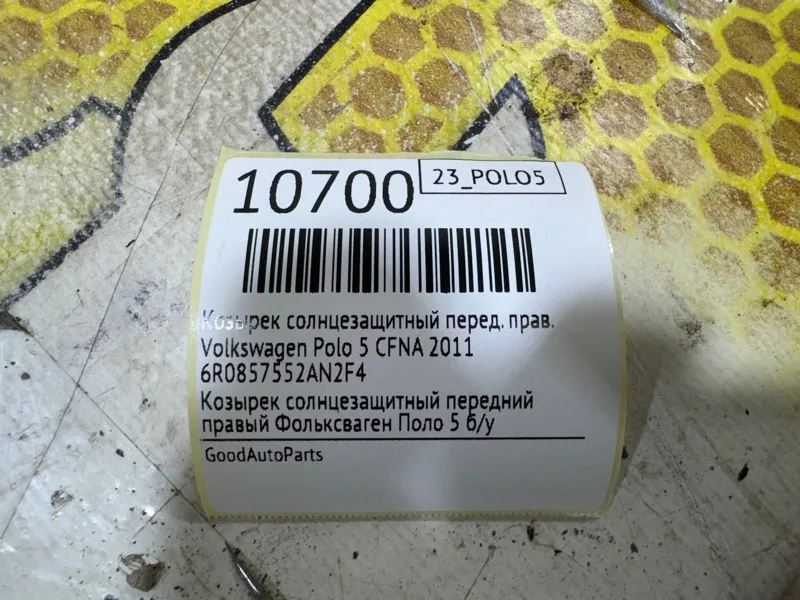 10700
23_POLO5
Козырек солнцезащитный перед. прав.
Volkswagen Polo 5 CFNA 2011
6R0857552AN2F4
Козырек солнцезащитный передний
правый Фольксваген Поло 5 б/у
GoodAutoParts